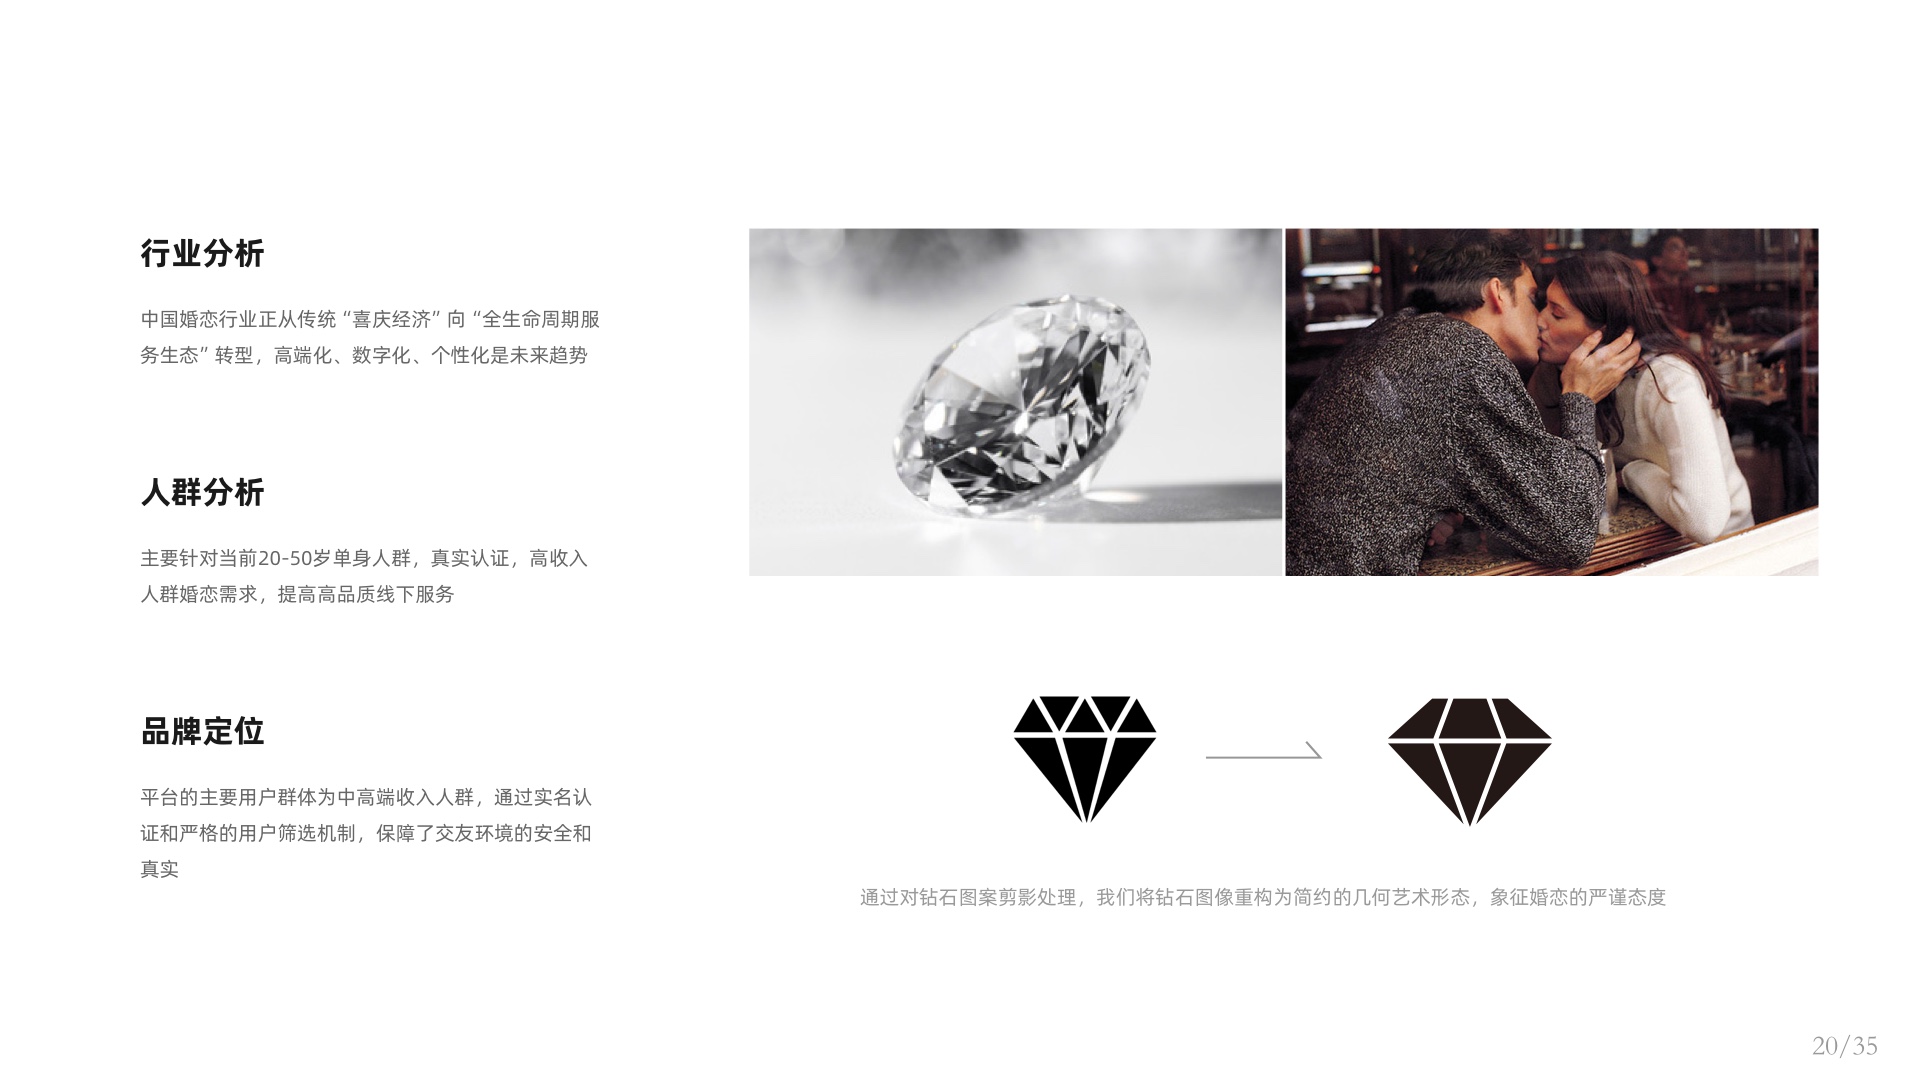 行业分析
中国婚恋行业正从传统“喜庆经济”向“全生命周期服
务生态”转型，高端化、数字化、个性化是未来趋势
人群分析
主要针对当前20-50岁单身人群，真实认证，高收入
人群婚恋需求，提高高品质线下服务
品牌定位
平台的主要用户群体为中高端收入人群，通过实名认
证和严格的用户筛选机制，保障了交友环境的安全和
真实
通过对钻石图案剪影处理，我们将钻石图像重构为简约的几何艺术形态，象征婚恋的严谨态度
20/35